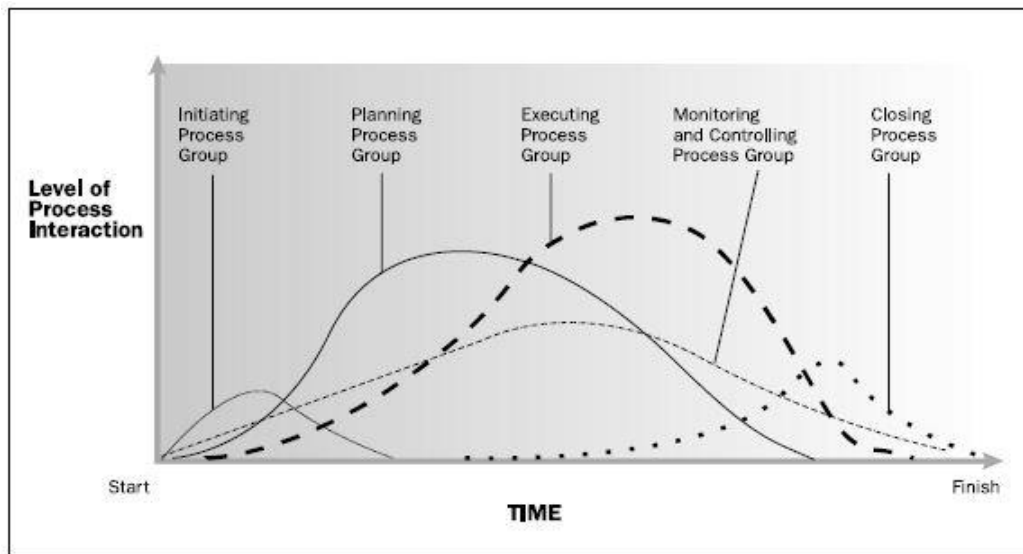 Initiating
Process
Group
Planning
Process
Group
Executing
Process
Group
Monitoring
and Controlling
Process Group
Closing
Process
Group
Level of
Process
Interaction
Start
Finish
TIME